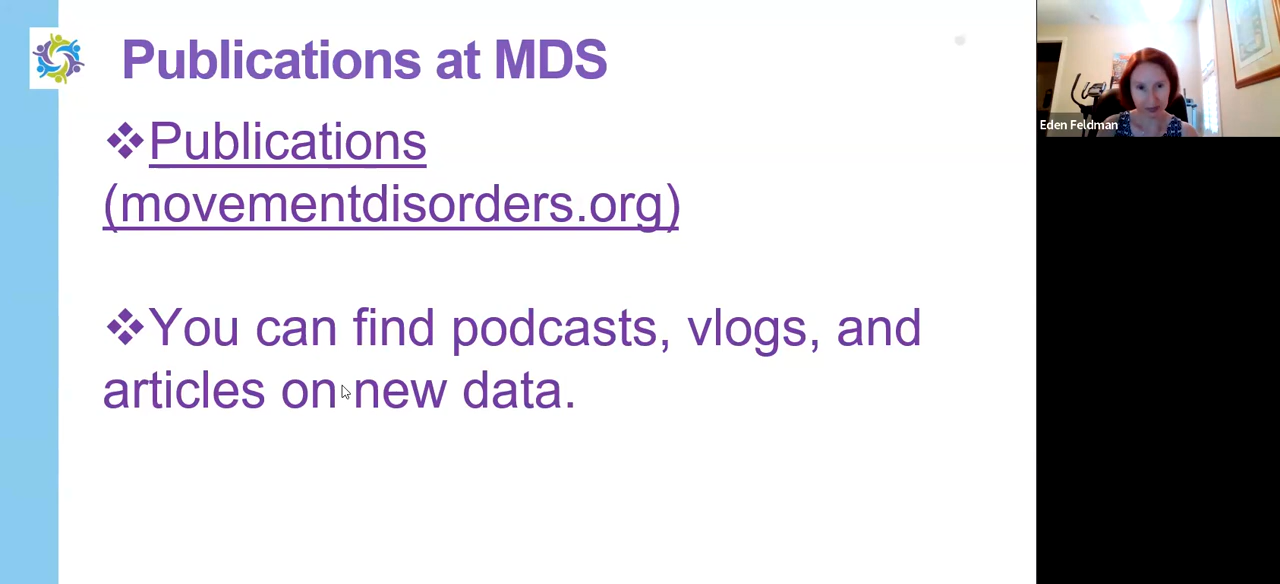 Publications at MDS
❖Publications
(movementdisorders.org)
❖You can find podcasts, vlogs, and
articles on new data.
Eden Feldman